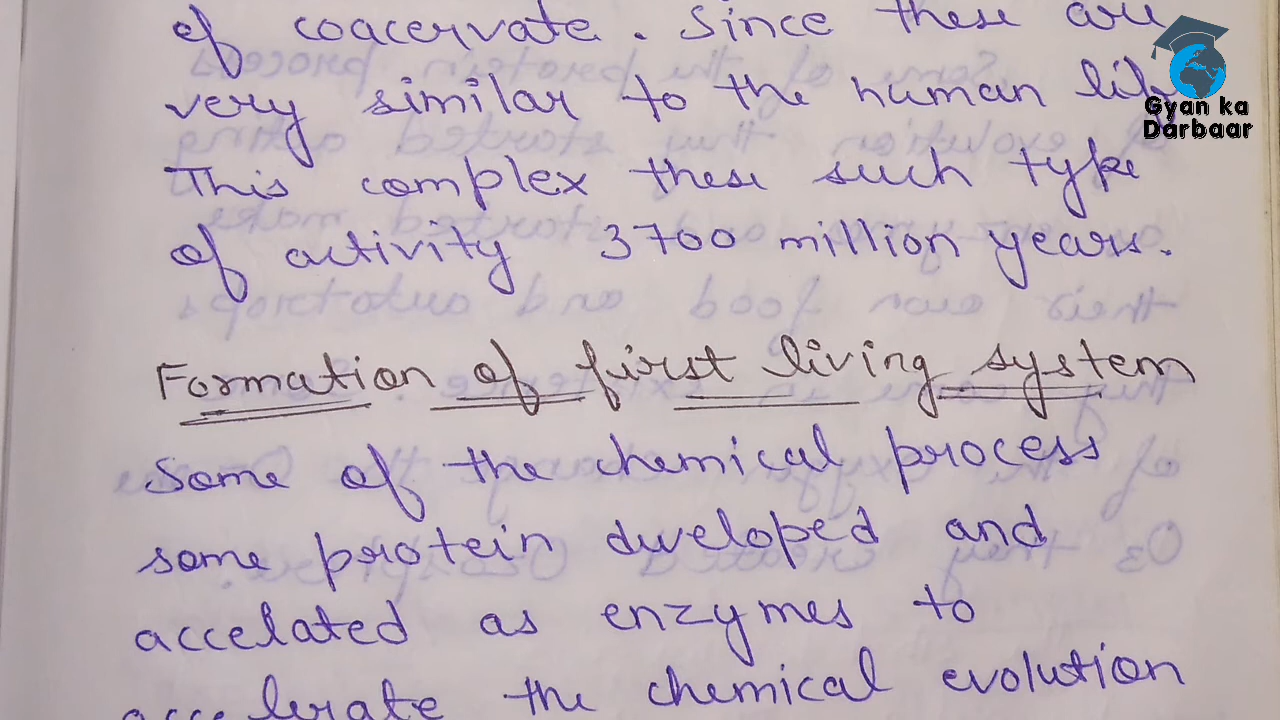 of coacervate. Since these are
very similar to the human
This complex these such type
of activity 3700 million years.
Formation of first living system
Some of the chemical process
some protein dweloped and
accelated as enzymes to
accelerate the chemical evolution
Gyan ka
Darbaar